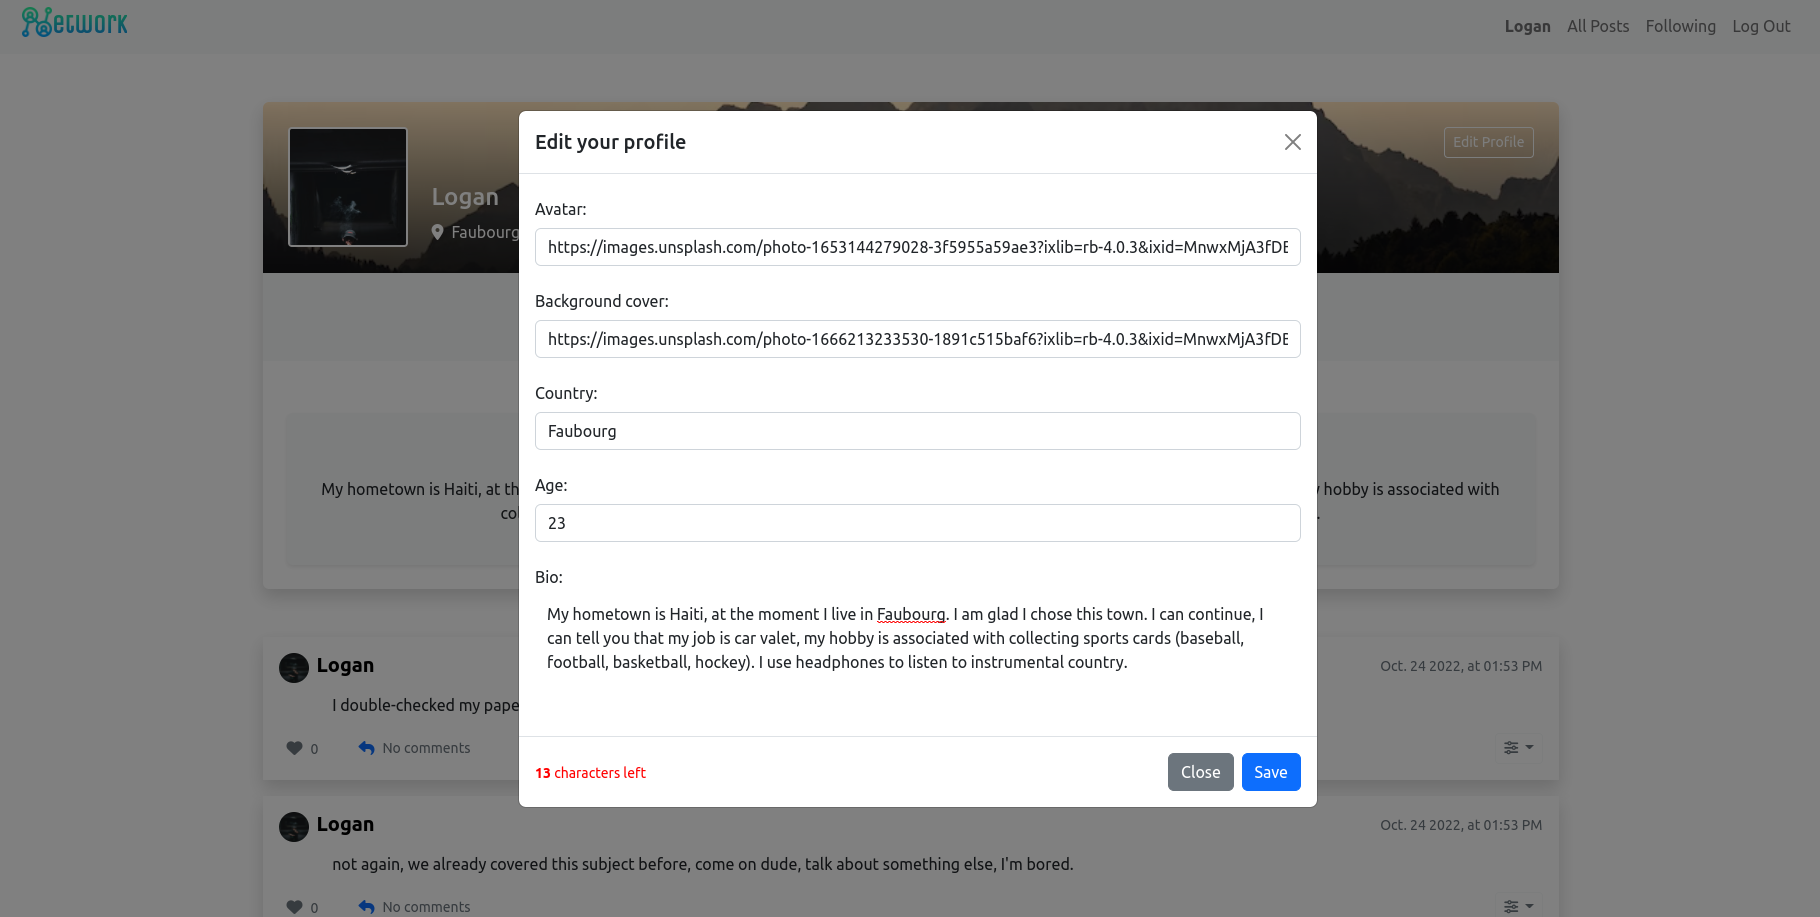 Network
Logan All Posts Following Log Out
Edit Profile
Logan
Faubourg
My hometown is Haiti, at th
hobby is associated with
Edit your profile
Avatar:
https://images.unsplash.com/photo-1653144279028-3f5955a59ae3?ixlib=rb-4.0.3&ixid=MnwxMjA3fDE
Background cover:
https://images.unsplash.com/photo-1666213233530-1891c515baf6?ixlib=rb-4.0.3&ixid=MnwxMjA3fDE
Country:
Faubourg
Age:
23
Bio:
My hometown is Haiti, at the moment I live in Faubourg. I am glad I chose this town. I can continue, I
can tell you that my job is car valet, my hobby is associated with collecting sports cards (baseball,
football, basketball, hockey). I use headphones to listen to instrumental country.
13 characters left
Close Save
Logan
Oct. 24 2022, at 01:53 PM
I double-checked my pape
0 No comments
Logan
Oct. 24 2022, at 01:53 PM
not again, we already covered this subject before, come on dude, talk about something else, I'm bored.
0 No comments